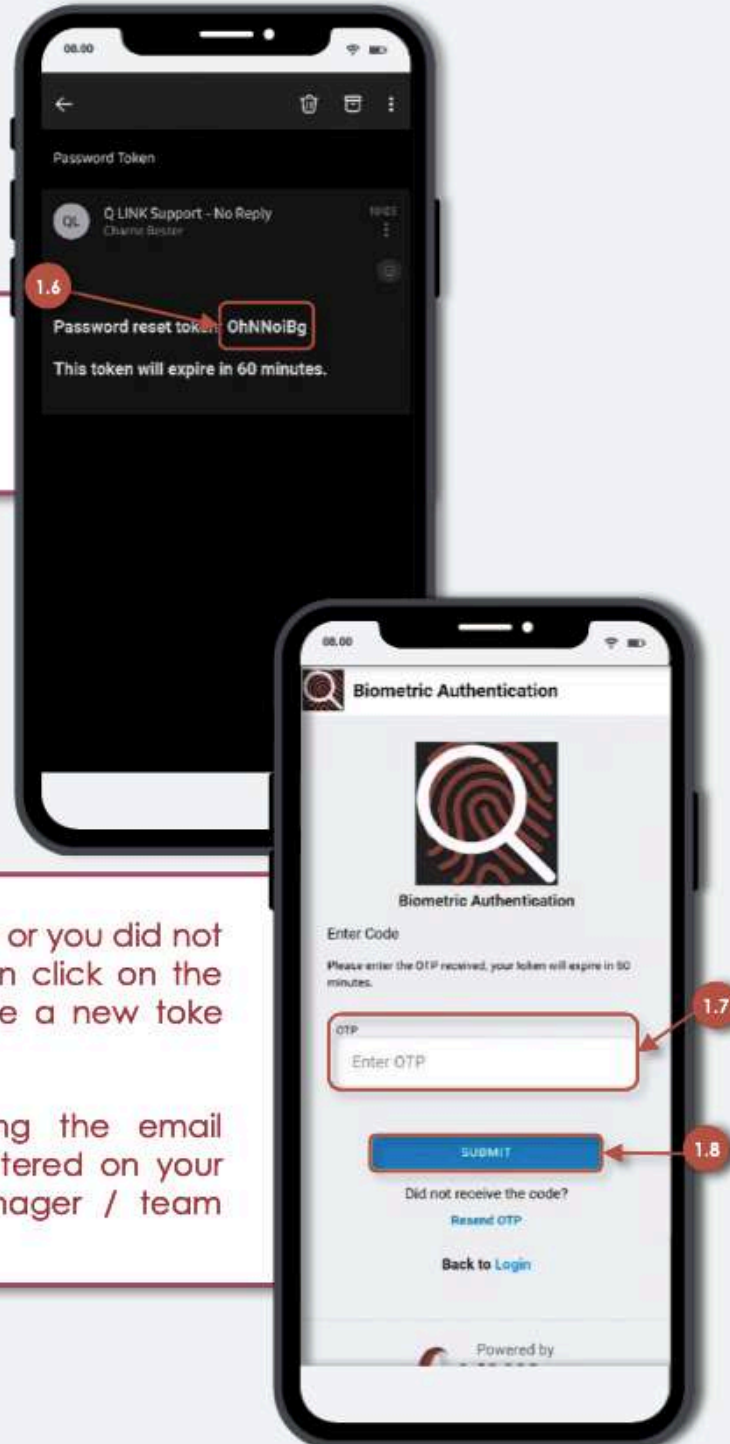 08.00
Password Token
QL
Q LINK Support - No Reply
Charne Bester
1.6
Password reset token OhNNoiBg
This token will expire in 60 minutes.
08.00
Biometric Authentication
Biometric Authentication
Enter Code
Please enter the OTP received, your token will expire in 60
minutes.
OTP
Enter OTP
1.7
SUBMIT
1.8
Did not receive the code?
Resend OTP
Back to Login
Powered by
or you did not
n click on the
e a new toke
ng the email
tered on your
nager / team